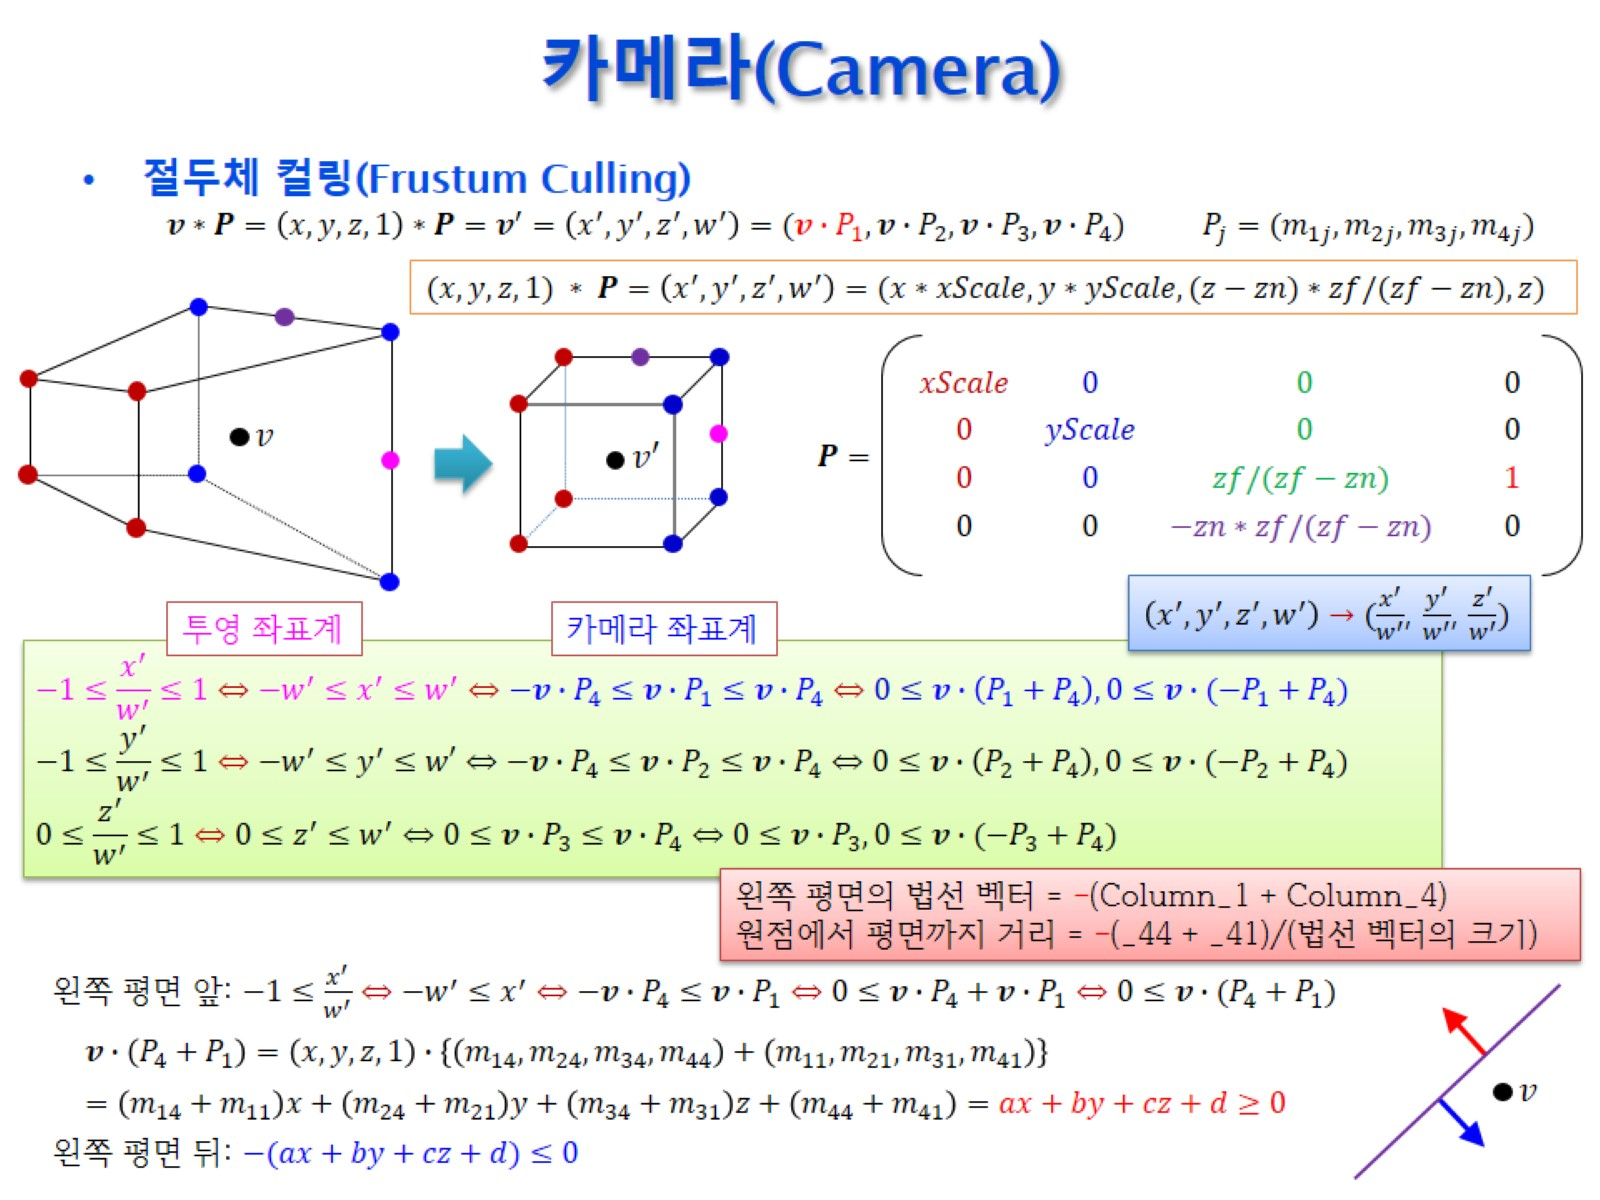 카메라(Camera)
• 절두체 컬링(Frustum Culling)
v ∗ P = (x, y, z, 1) ∗ P = v′ = (x′, y′, z′, w′) = (v · P₁, v · P₂, v · P₃, v · P₄) Pⱼ = (m₁ⱼ, m₂ⱼ, m₃ⱼ, m₄ⱼ)
(x, y, z, 1) ∗ P = (x′, y′, z′, w′) = (x ∗ xScale, y ∗ yScale, (z − zn) ∗ zf/(zf − zn), z)
v
v′
P =
xScale 0 0 0
0 yScale 0 0
0 0 zf/(zf − zn) 1
0 0 −zn ∗ zf/(zf − zn) 0
(x′, y′, z′, w′) → (x′/w′, y′/w′, z′/w′)
투영 좌표계
카메라 좌표계
−1 ≤ x′/w′ ≤ 1 ⇔ −w′ ≤ x′ ≤ w′ ⇔ −v · P₄ ≤ v · P₁ ≤ v · P₄ ⇔ 0 ≤ v · (P₁ + P₄), 0 ≤ v · (−P₁ + P₄)
−1 ≤ y′/w′ ≤ 1 ⇔ −w′ ≤ y′ ≤ w′ ⇔ −v · P₄ ≤ v · P₂ ≤ v · P₄ ⇔ 0 ≤ v · (P₂ + P₄), 0 ≤ v · (−P₂ + P₄)
0 ≤ z′/w′ ≤ 1 ⇔ 0 ≤ z′ ≤ w′ ⇔ 0 ≤ v · P₃ ≤ v · P₄ ⇔ 0 ≤ v · P₃, 0 ≤ v · (−P₃ + P₄)
왼쪽 평면의 법선 벡터 = −(Column_1 + Column_4)
원점에서 평면까지 거리 = −(_44 + _41)/(법선 벡터의 크기)
왼쪽 평면 앞: −1 ≤ x′/w′ ⇔ −w′ ≤ x′ ⇔ −v · P₄ ≤ v · P₁ ⇔ 0 ≤ v · P₄ + v · P₁ ⇔ 0 ≤ v · (P₄ + P₁)
v · (P₄ + P₁) = (x, y, z, 1) · {(m₁₄, m₂₄, m₃₄, m₄₄) + (m₁₁, m₂₁, m₃₁, m₄₁)}
= (m₁₄ + m₁₁)x + (m₂₄ + m₂₁)y + (m₃₄ + m₃₁)z + (m₄₄ + m₄₁) = ax + by + cz + d ≥ 0
왼쪽 평면 뒤: −(ax + by + cz + d) ≤ 0
v